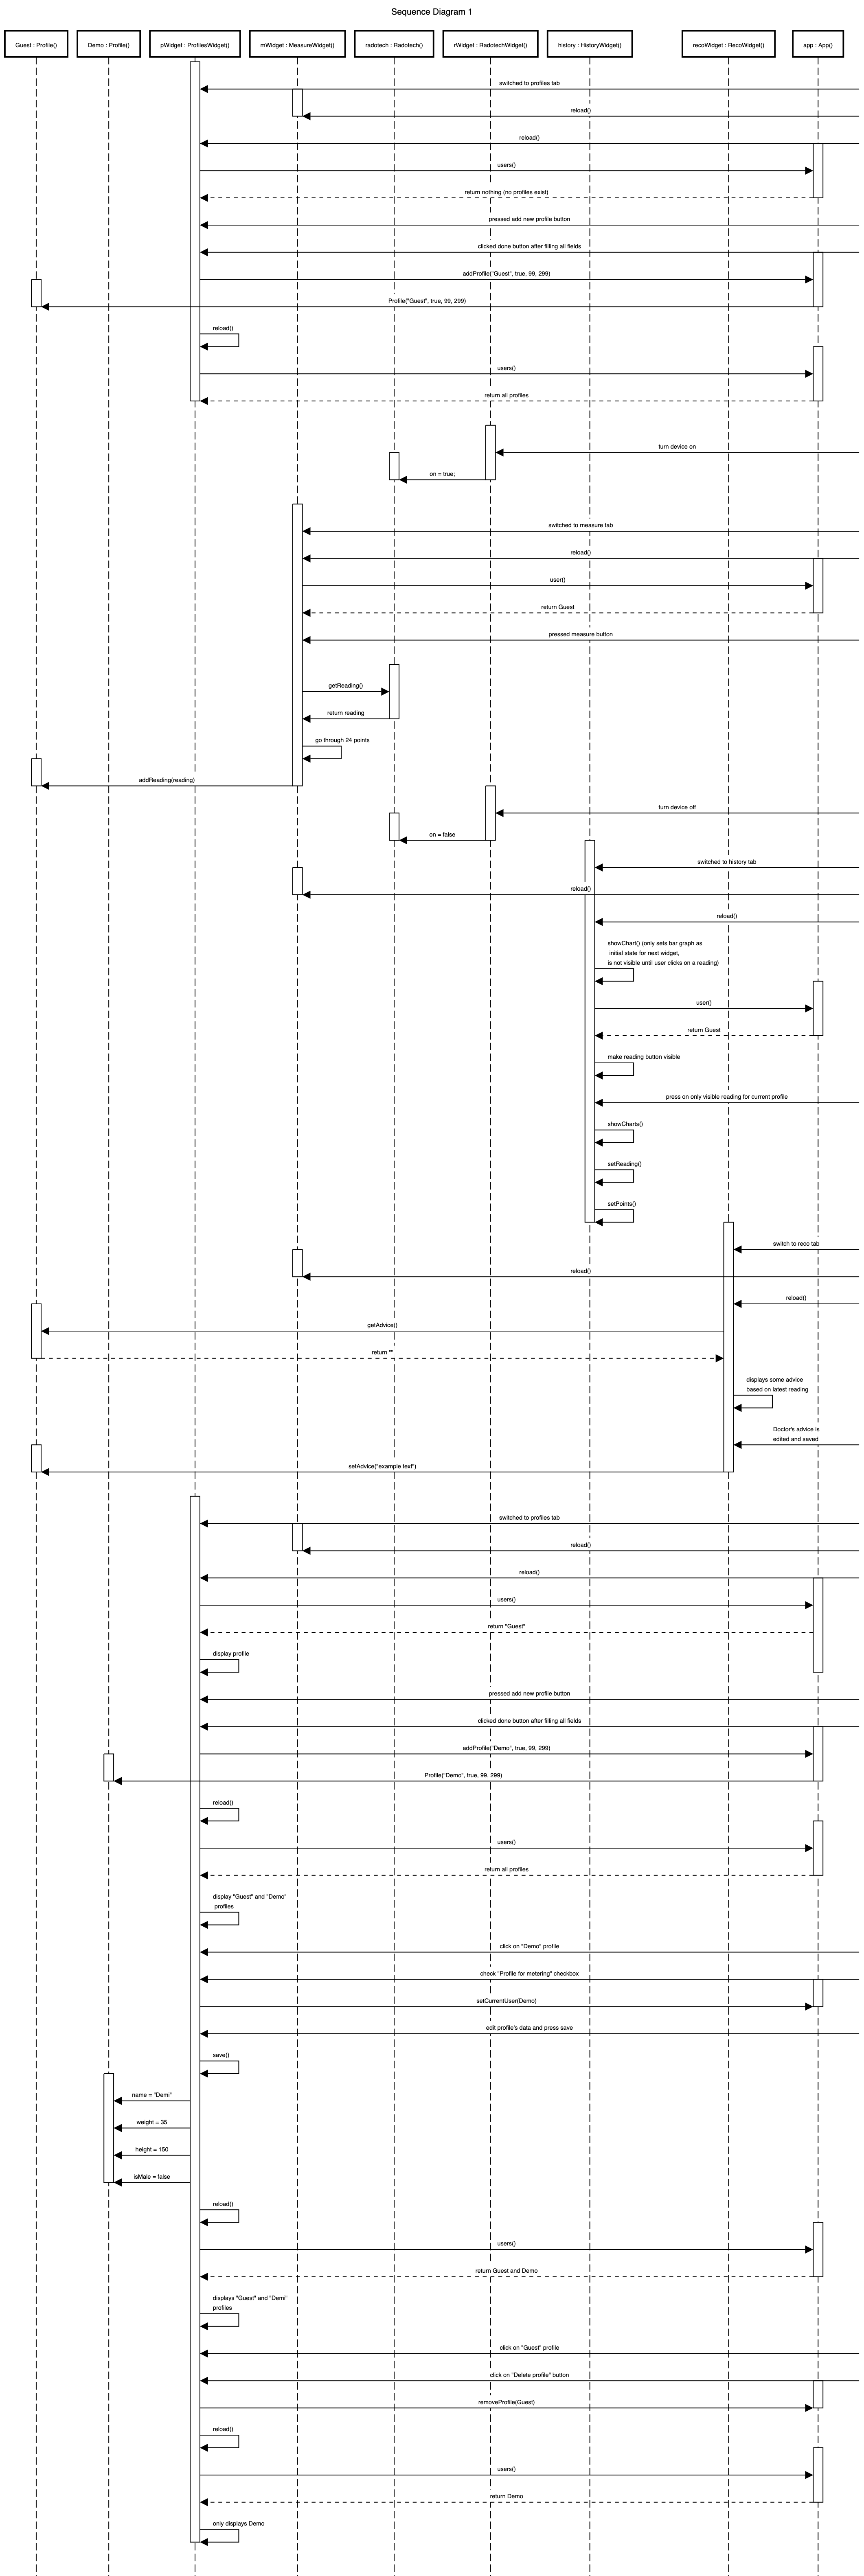 Sequence Diagram 1
Guest : Profile()
Demo : Profile()
pWidget : ProfilesWidget()
mWidget : MeasureWidget()
radotech : Radotech()
rWidget : RadotechWidget()
history : HistoryWidget()
recoWidget : RecoWidget()
app : App()
switched to profiles tab
reload()
reload()
users()
return nothing (no profiles exist)
pressed add new profile button
clicked done button after filling all fields
addProfile("Guest", true, 99, 299)
Profile("Guest", true, 99, 299)
reload()
users()
return all profiles
turn device on
on = true;
switched to measure tab
reload()
user()
return Guest
pressed measure button
getReading()
return reading
go through 24 points
addReading(reading)
turn device off
on = false
switched to history tab
reload()
reload()
showChart() (only sets bar graph as
initial state for next widget,
is not visible until user clicks on a reading)
user()
return Guest
make reading button visible
press on only visible reading for current profile
showCharts()
setReading()
setPoints()
switch to reco tab
reload()
reload()
getAdvice()
return ""
displays some advice
based on latest reading
Doctor's advice is
edited and saved
setAdvice("example text")
switched to profiles tab
reload()
reload()
users()
return "Guest"
display profile
pressed add new profile button
clicked done button after filling all fields
addProfile("Demo", true, 99, 299)
Profile("Demo", true, 99, 299)
reload()
users()
return all profiles
display "Guest" and "Demo"
profiles
click on "Demo" profile
check "Profile for metering" checkbox
setCurrentUser(Demo)
edit profile's data and press save
save()
name = "Demi"
weight = 35
height = 150
isMale = false
reload()
users()
return Guest and Demo
displays "Guest" and "Demi"
profiles
click on "Guest" profile
click on "Delete profile" button
removeProfile(Guest)
reload()
users()
return Demo
only displays Demo